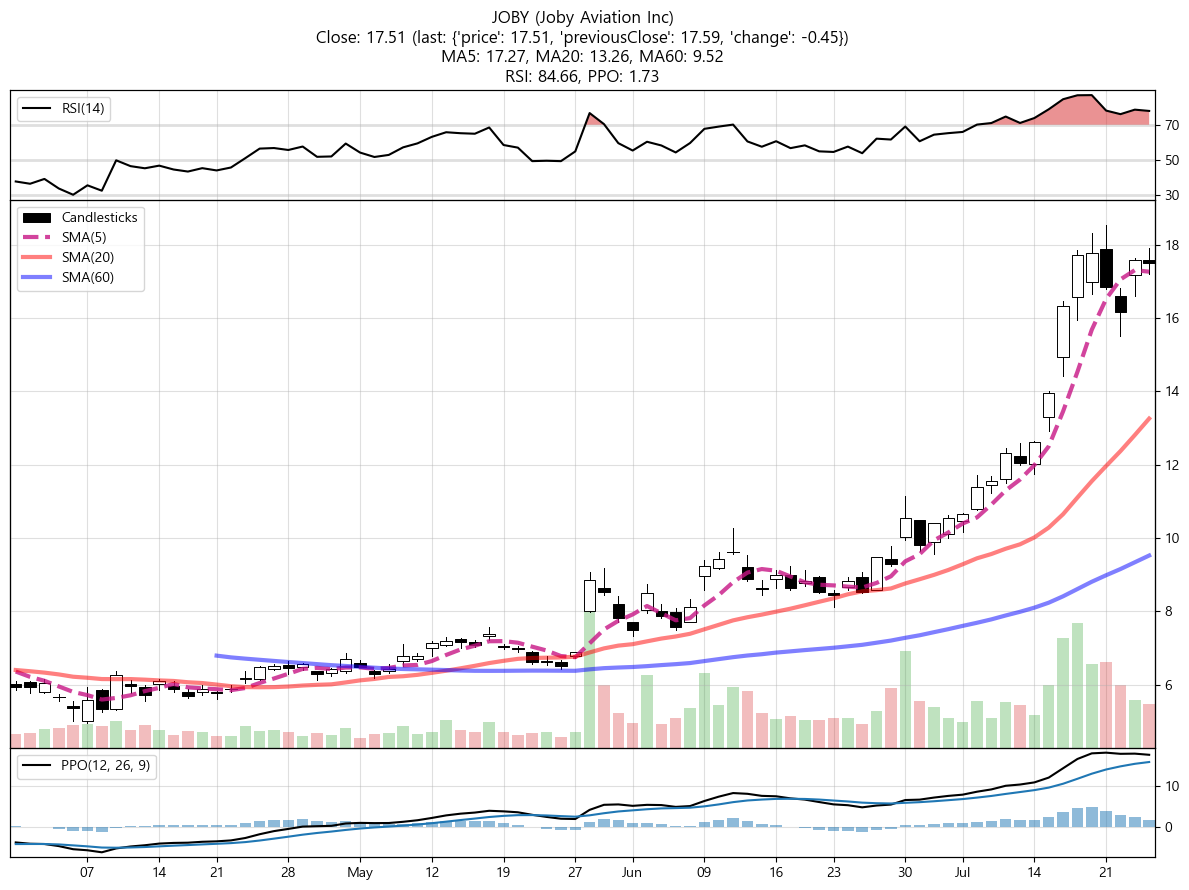 JOBY (Joby Aviation Inc)
Close: 17.51 (last: {'price': 17.51, 'previousClose': 17.59, 'change': -0.45})
MA5: 17.27, MA20: 13.26, MA60: 9.52
RSI: 84.66, PPO: 1.73
RSI(14)
70
50
30
Candlesticks
SMA(5)
SMA(20)
SMA(60)
18
16
14
12
10
8
6
PPO(12, 26, 9)
10
0
07 14 21 28 May 12 19 27 Jun 09 16 23 30 Jul 14 21